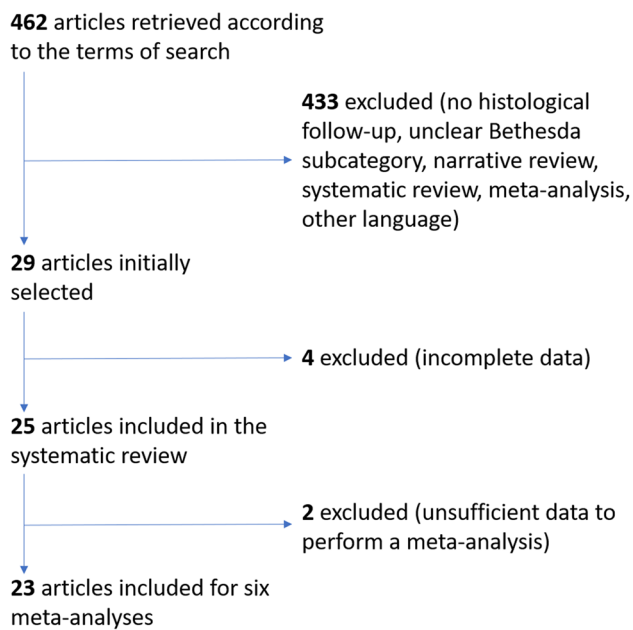 462 articles retrieved according
to the terms of search
433 excluded (no histological
follow-up, unclear Bethesda
subcategory, narrative review,
systematic review, meta-analysis,
other language)
29 articles initially
selected
4 excluded (incomplete data)
25 articles included in the
systematic review
2 excluded (unsufficient data to
perform a meta-analysis)
23 articles included for six
meta-analyses